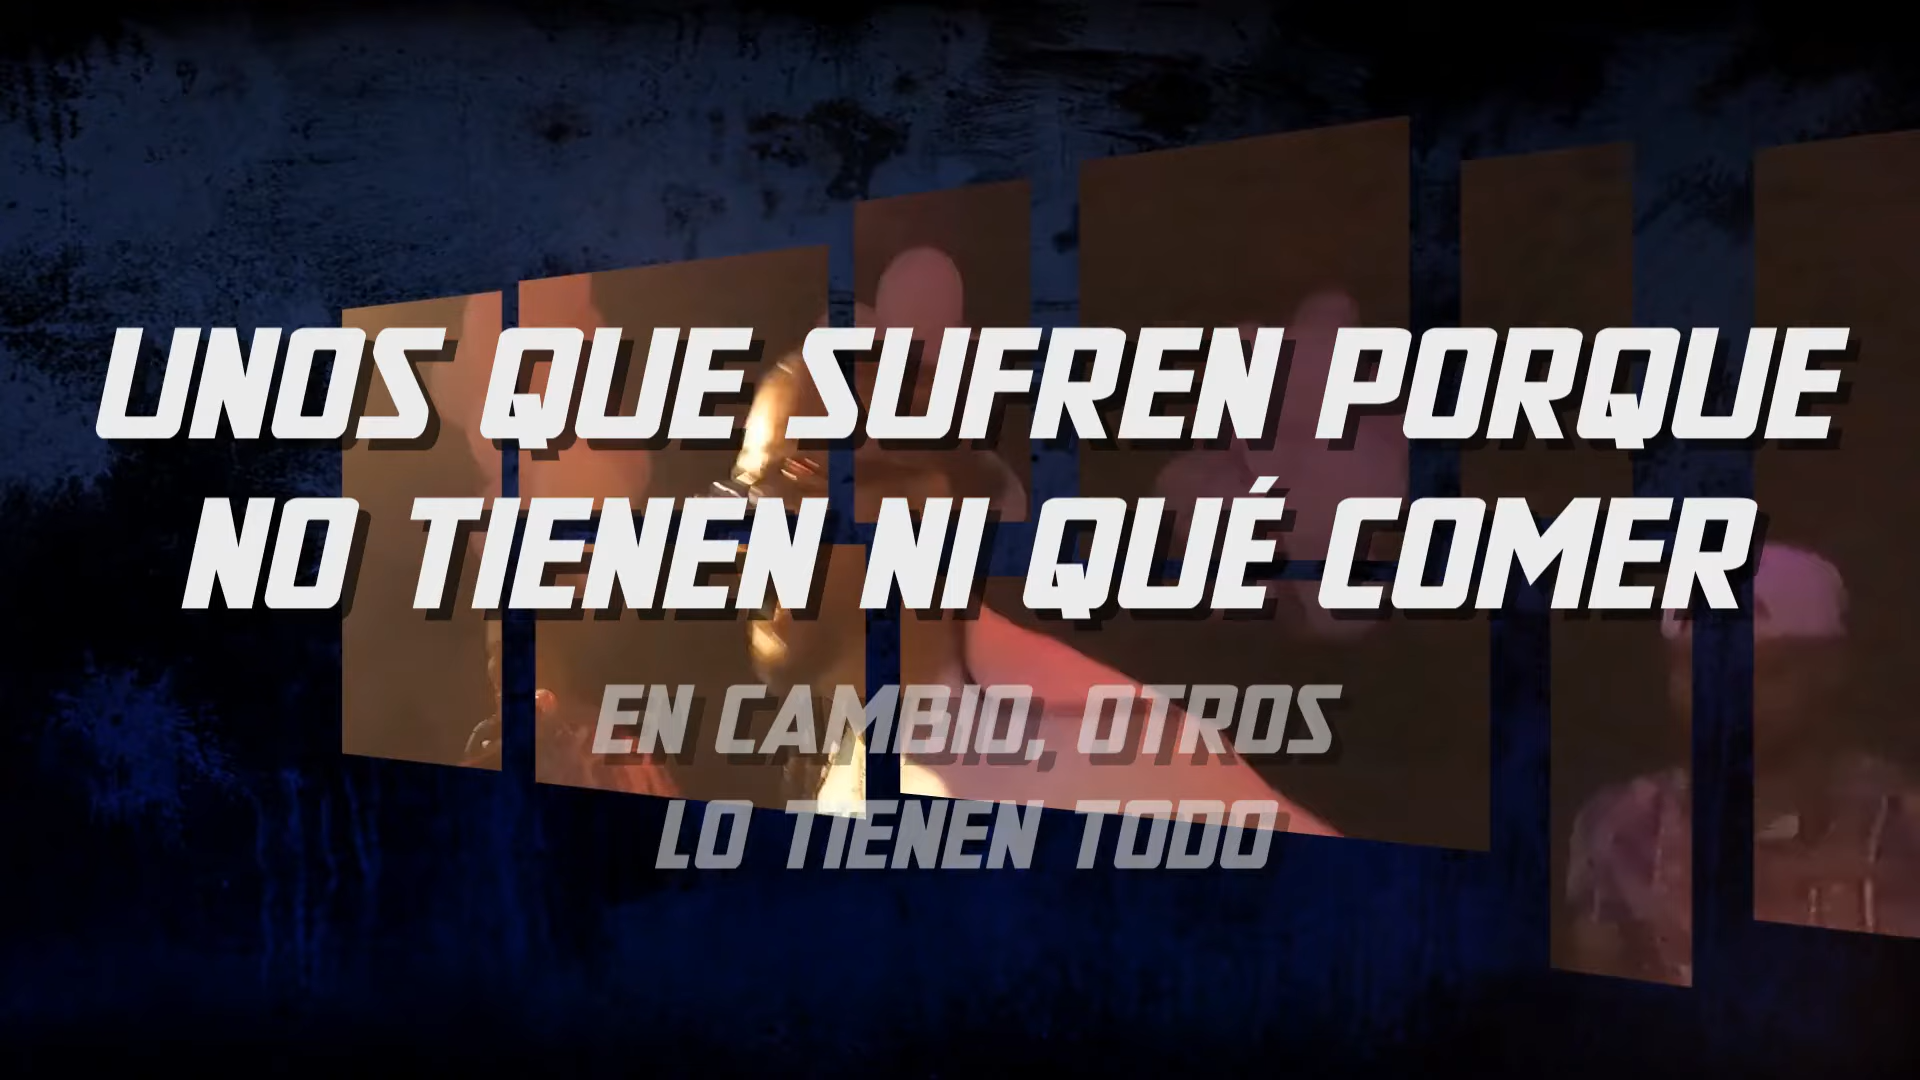 UNOS QUE SUFREN PORQUE
NO TIENEN NI QUÉ COMER
EN CAMBIO, OTROS
LO TIENEN TODO